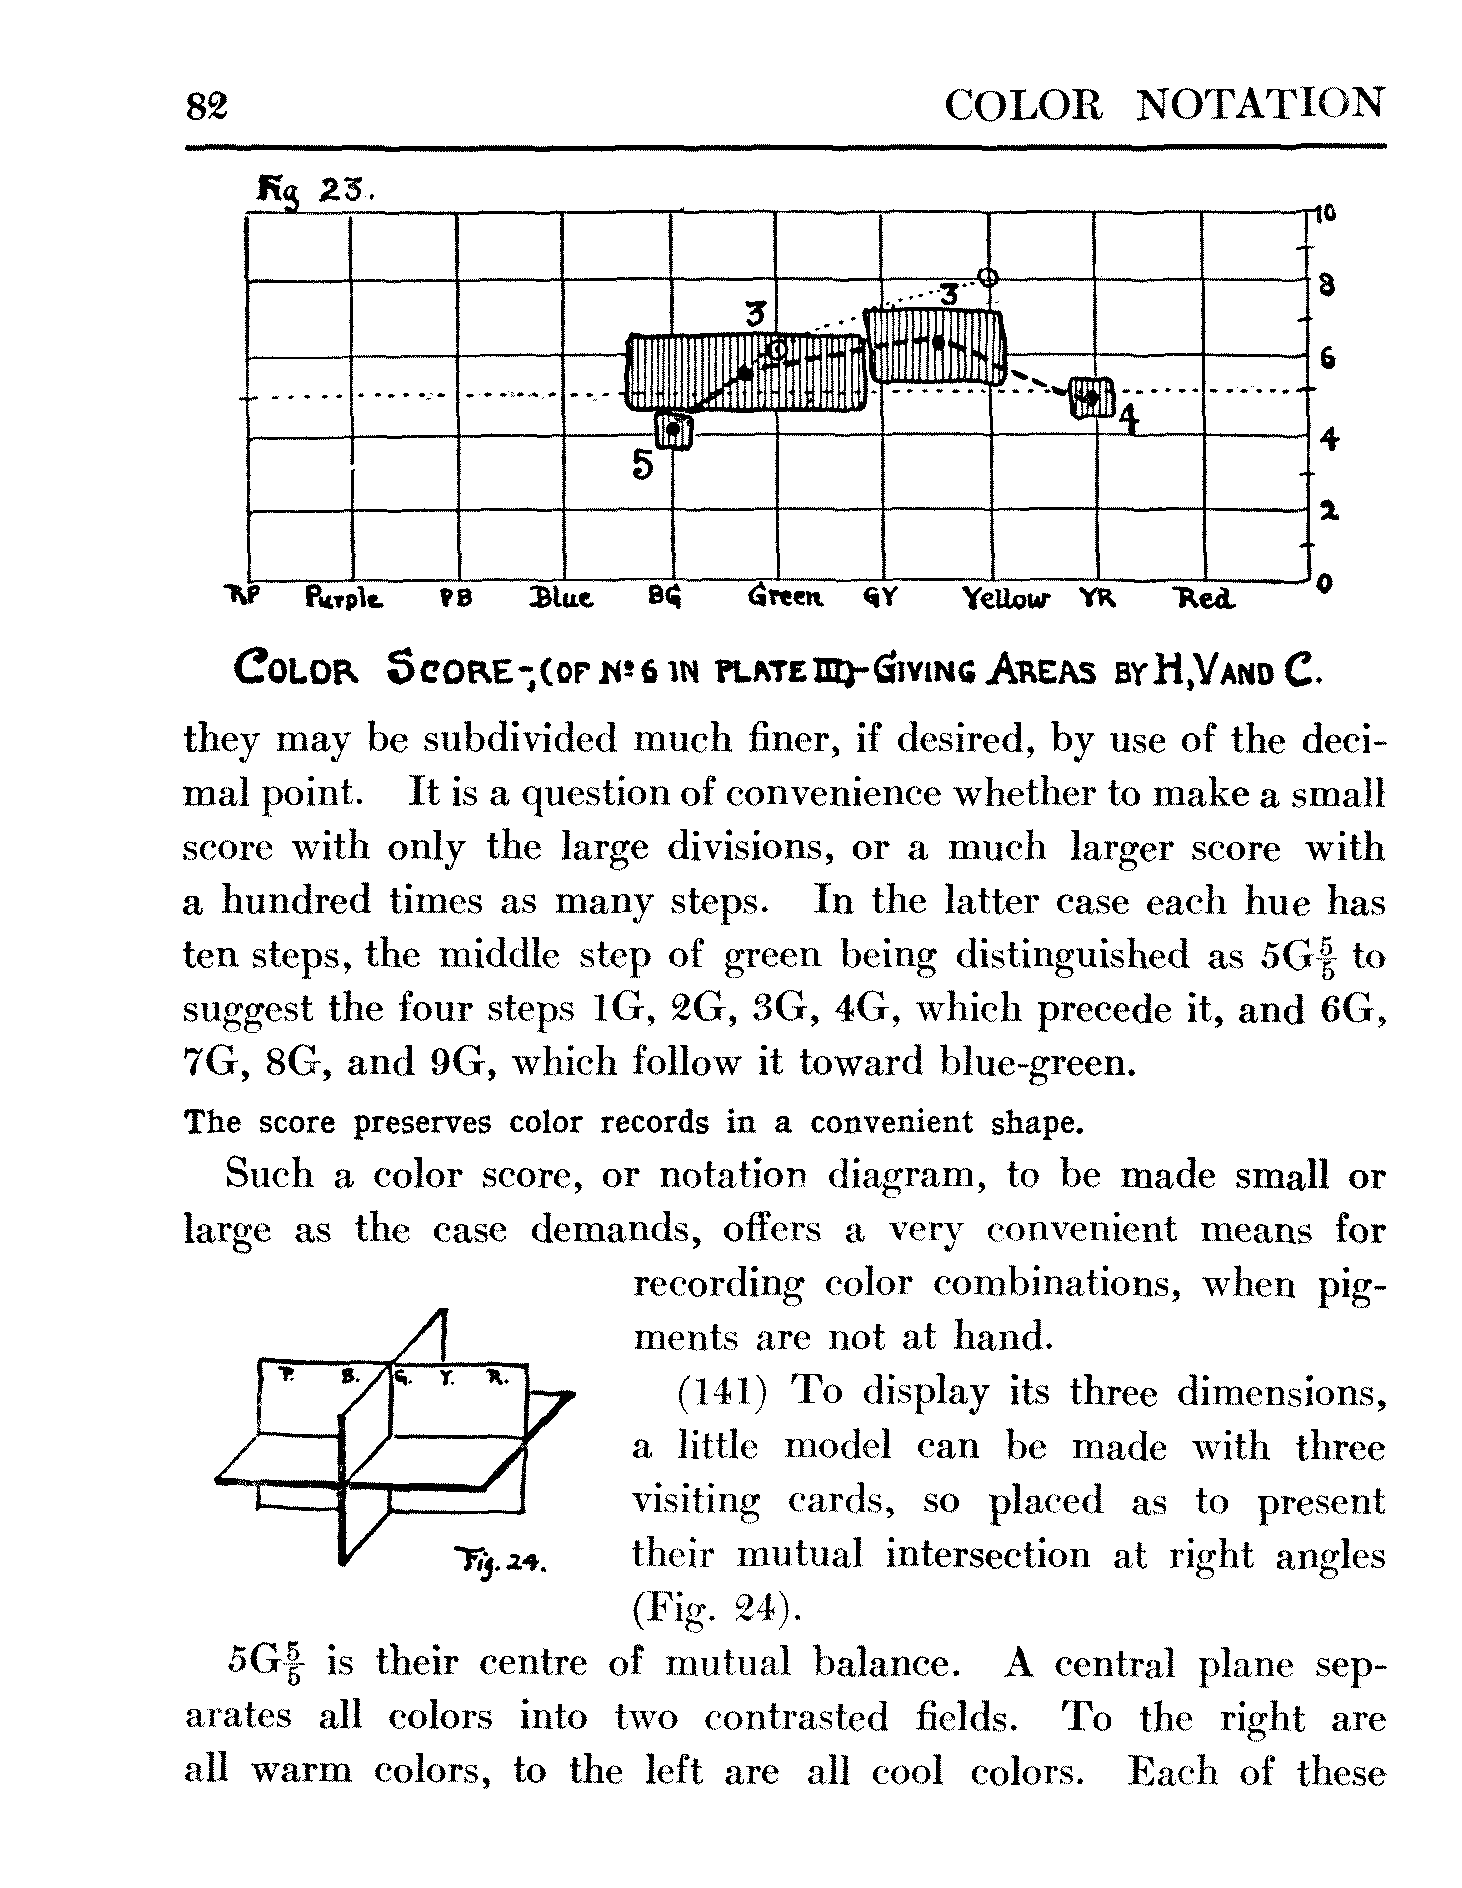 82 COLOR NOTATION
Fig 23.
10
8
3
3
6
4
4
5
2
0
RP Purple PB Blue BG Green GY Yellow YR Red
COLOR SCORE-;(OF Nº 6 IN PLATE III)-GIVING AREAS BY H,V AND C.
they may be subdivided much finer, if desired, by use of the deci-
mal point. It is a question of convenience whether to make a small
score with only the large divisions, or a much larger score with
a hundred times as many steps. In the latter case each hue has
ten steps, the middle step of green being distinguished as 5G5/5 to
suggest the four steps 1G, 2G, 3G, 4G, which precede it, and 6G,
7G, 8G, and 9G, which follow it toward blue-green.
The score preserves color records in a convenient shape.
Such a color score, or notation diagram, to be made small or
large as the case demands, offers a very convenient means for
recording color combinations, when pig-
ments are not at hand.
P. B. G. Y. R.
Fig. 24.
(141) To display its three dimensions,
a little model can be made with three
visiting cards, so placed as to present
their mutual intersection at right angles
(Fig. 24).
5G5/5 is their centre of mutual balance. A central plane sep-
arates all colors into two contrasted fields. To the right are
all warm colors, to the left are all cool colors. Each of these